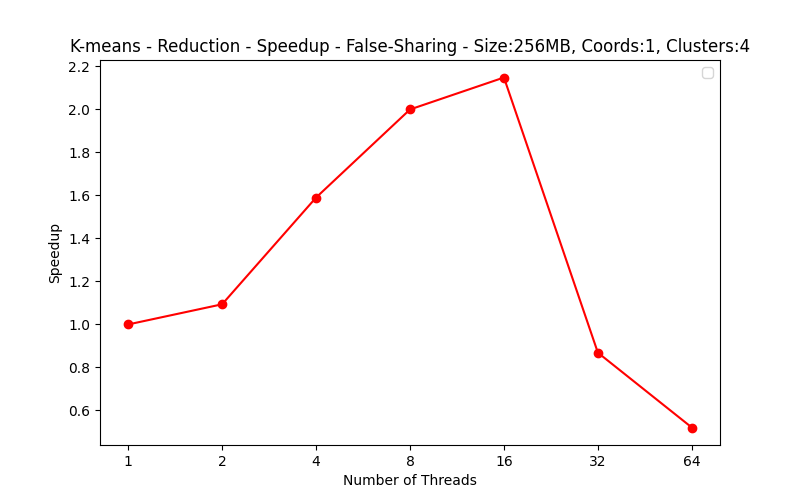 K-means - Reduction - Speedup - False-Sharing - Size:256MB, Coords:1, Clusters:4
2.2
2.0
1.8
1.6
1.4
1.2
1.0
0.8
0.6
Speedup
1 2 4 8 16 32 64
Number of Threads